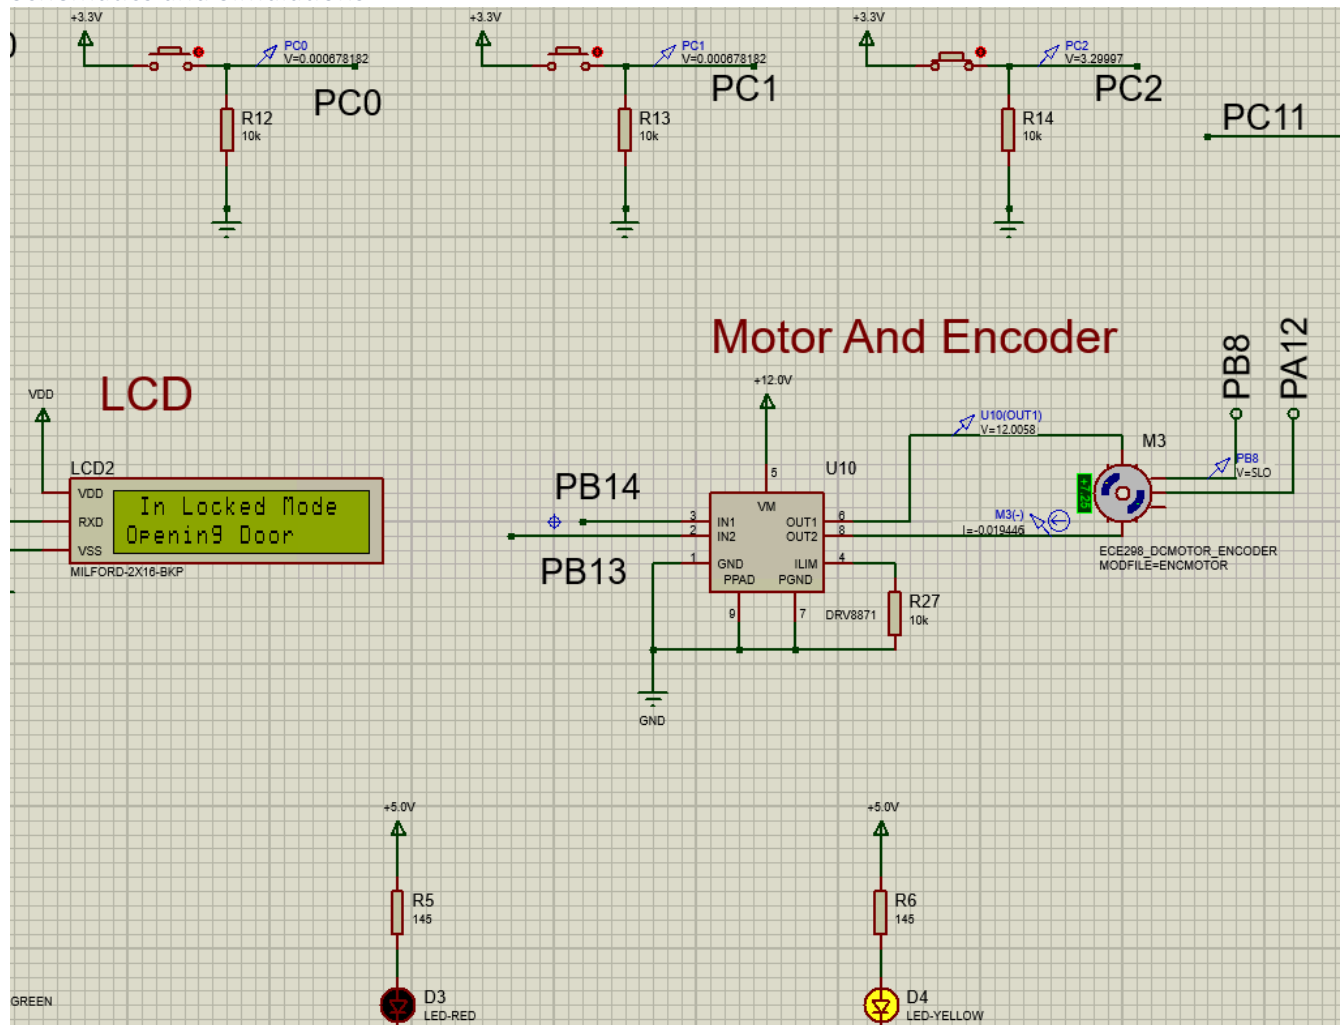 +3.3V
+3.3V
+3.3V
PC0
V=0.000678182
PC1
V=0.000678182
PC2
V=3.29997
PC0
PC1
PC2
PC11
R12
10k
R13
10k
R14
10k
Motor And Encoder
PB8
PA12
LCD
VDD
+12.0V
U10(OUT1)
V=12.0058
M3
LCD2
PB14
U10
PB8
V=SLO
+7.25
VDD
RXD
VSS
In Locked Mode
Opening Door
MILFORD-2X16-BKP
5
VM
3
IN1
OUT1
6
2
IN2
OUT2
8
1
GND
ILIM
4
PPAD
PGND
9
7
M3(-)
I=-0.019446
ECE298_DCMOTOR_ENCODER
MODFILE=ENCMOTOR
PB13
DRV8871
R27
10k
GND
+5.0V
+5.0V
R5
145
R6
145
GREEN
D3
LED-RED
D4
LED-YELLOW